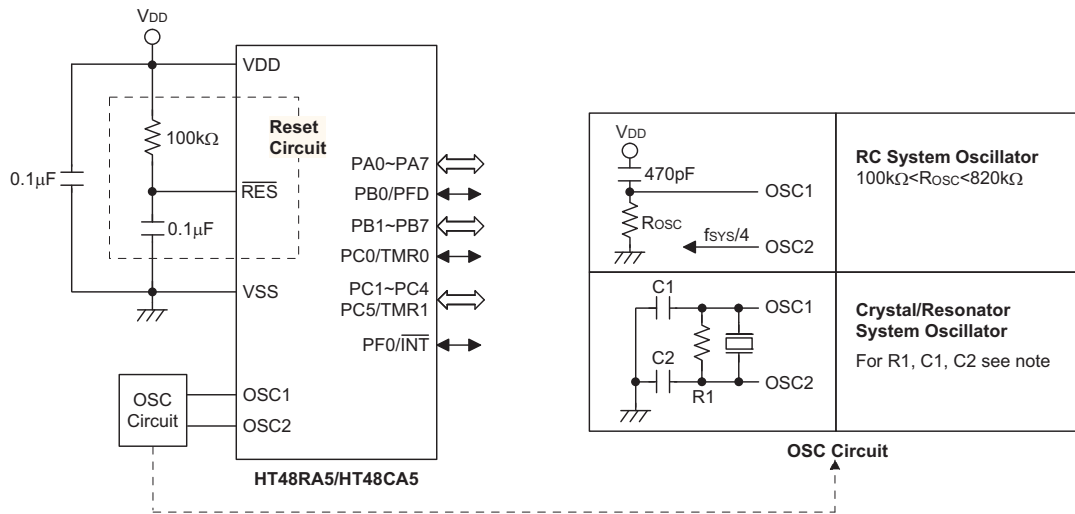 VDD
VDD
100kΩ
Reset
Circuit
0.1μF
RES
0.1μF
VSS
PA0~PA7
PB0/PFD
PB1~PB7
PC0/TMR0
PC1~PC4
PC5/TMR1
PF0/INT
OSC
Circuit
OSC1
OSC2
HT48RA5/HT48CA5
VDD
470pF
OSC1
ROSC
fSYS/4
OSC2
RC System Oscillator
100kΩ<ROSC<820kΩ
C1
OSC1
C2
OSC2
R1
Crystal/Resonator
System Oscillator
For R1, C1, C2 see note
OSC Circuit